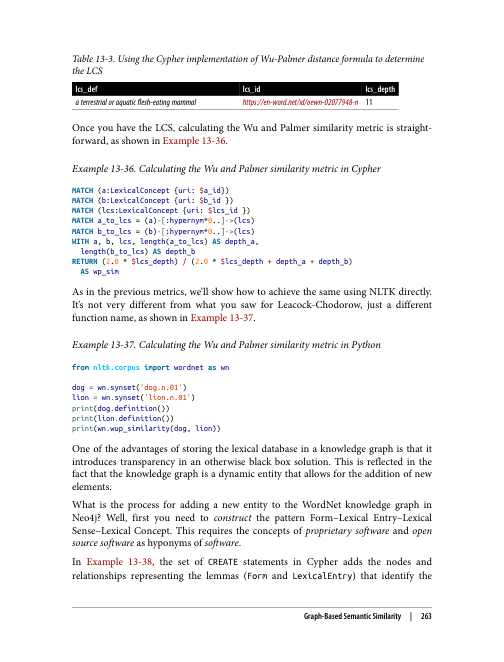 Table 13-3. Using the Cypher implementation of Wu-Palmer distance formula to determine
the LCS
lcs_def lcs_id lcs_depth
a terrestrial or aquatic flesh-eating mammal https://en-word.net/id/oewn-02077948-n 11
Once you have the LCS, calculating the Wu and Palmer similarity metric is straight-
forward, as shown in Example 13-36.
Example 13-36. Calculating the Wu and Palmer similarity metric in Cypher
MATCH (a:LexicalConcept {uri: $a_id})
MATCH (b:LexicalConcept {uri: $b_id })
MATCH (lcs:LexicalConcept {uri: $lcs_id })
MATCH a_to_lcs = (a)-[:hypernym*0..]->(lcs)
MATCH b_to_lcs = (b)-[:hypernym*0..]->(lcs)
WITH a, b, lcs, length(a_to_lcs) AS depth_a,
  length(b_to_lcs) AS depth_b
RETURN (2.0 * $lcs_depth) / (2.0 * $lcs_depth + depth_a + depth_b)
  AS wp_sim
As in the previous metrics, we'll show how to achieve the same using NLTK directly.
It's not very different from what you saw for Leacock-Chodorow, just a different
function name, as shown in Example 13-37.
Example 13-37. Calculating the Wu and Palmer similarity metric in Python
from nltk.corpus import wordnet as wn
dog = wn.synset('dog.n.01')
lion = wn.synset('lion.n.01')
print(dog.definition())
print(lion.definition())
print(wn.wup_similarity(dog, lion))
One of the advantages of storing the lexical database in a knowledge graph is that it
introduces transparency in an otherwise black box solution. This is reflected in the
fact that the knowledge graph is a dynamic entity that allows for the addition of new
elements.
What is the process for adding a new entity to the WordNet knowledge graph in
Neo4j? Well, first you need to construct the pattern Form–Lexical Entry–Lexical
Sense–Lexical Concept. This requires the concepts of proprietary software and open
source software as hyponyms of software.
In Example 13-38, the set of CREATE statements in Cypher adds the nodes and
relationships representing the lemmas (Form and LexicalEntry) that identify the
Graph-Based Semantic Similarity | 263